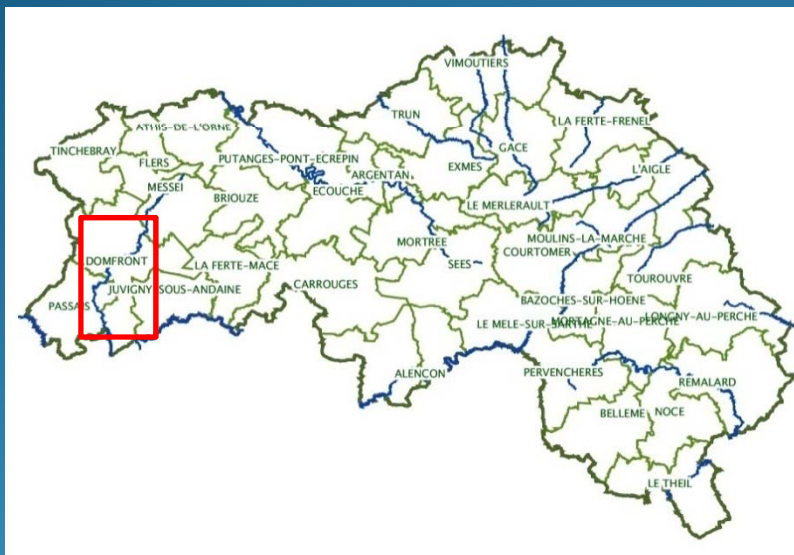 VIMOUTIERS
TRUN
LA FERTE-FRENEL
ATHIS-DE-L'ORNE
GACE
TINCHEBRAY
FLERS
PUTANGES-PONT-ECREPIN
EXMES
L'AIGLE
ARGENTAN
MESSEI
ECOUCHE
BRIOUZE
LE MERLERAULT
MORTREE
MOULINS-LA-MARCHE
COURTOMER
DOMFRONT
LA FERTE-MACE
SEES
TOUROUVRE
CARROUGES
JUVIGNY-SOUS-ANDAINE
PASSAIS
BAZOCHES-SUR-HOENE
LONGNY-AU-PERCHE
LE MELE-SUR-SARTHE
MORTAGNE-AU-PERCHE
ALENCON
PERVENCHERES
REMALARD
BELLEME
NOCE
LE THEIL